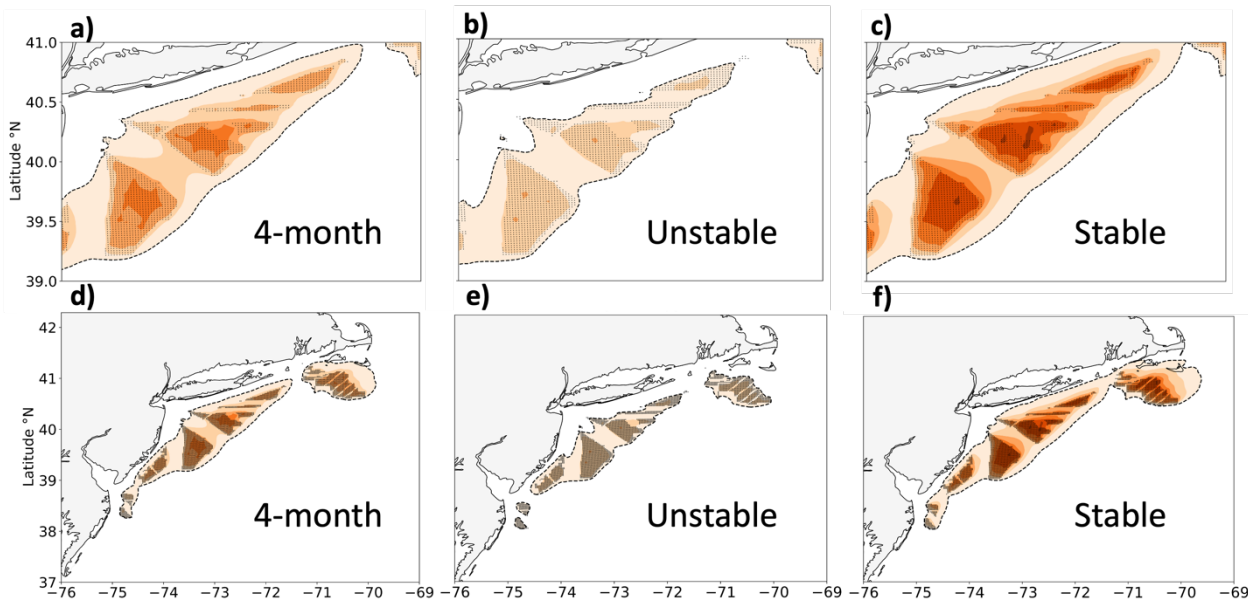 a) b) c)
41.0
40.5
40.0
39.5
39.0
Latitude °N
4-month Unstable Stable
d) e) f)
42
41
40
39
38
37
Latitude °N
4-month Unstable Stable
−76 −75 −74 −73 −72 −71 −70 −69 −76 −75 −74 −73 −72 −71 −70 −69 −76 −75 −74 −73 −72 −71 −70 −69